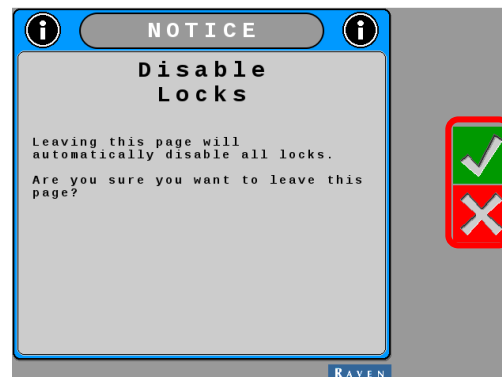 NOTICE
Disable
Locks
Leaving this page will
automatically disable all locks.
Are you sure you want to leave this
page?
RAVEN